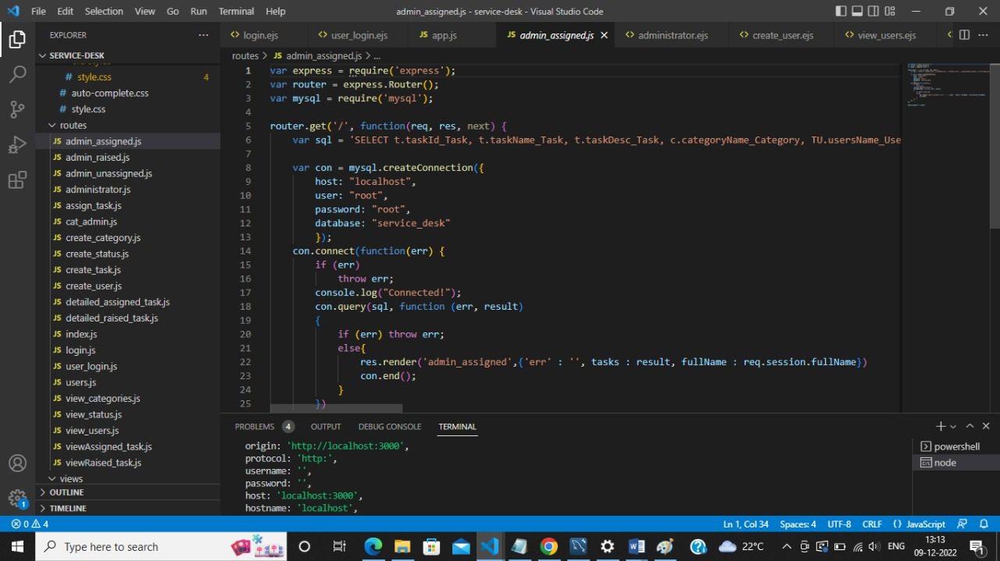 File Edit Selection View Go Run Terminal Help admin_assigned.js - service-desk - Visual Studio Code
EXPLORER
login.ejs user_login.ejs app.js admin_assigned.js administrator.ejs create_user.ejs view_users.ejs
SERVICE-DESK
routes > JS admin_assigned.js > ...
# style.css 4
# auto-complete.css
# style.css
routes
JS admin_assigned.js
JS admin_raised.js
JS admin_unassigned.js
JS administrator.js
JS assign_task.js
JS cat_admin.js
JS create_category.js
JS create_status.js
JS create_task.js
JS create_user.js
JS detailed_assigned_task.js
JS detailed_raised_task.js
JS index.js
JS login.js
JS user_login.js
JS users.js
JS view_categories.js
JS view_status.js
JS view_users.js
JS viewAssigned_task.js
JS viewRaised_task.js
views
OUTLINE
TIMELINE
1 var express = require('express');
2 var router = express.Router();
3 var mysql = require('mysql');
4
5 router.get('/', function(req, res, next) {
6 var sql = 'SELECT t.taskId_Task, t.taskName_Task, t.taskDesc_Task, c.categoryName_Category, TU.usersName_Use
7
8 var con = mysql.createConnection({
9 host: "localhost",
10 user: "root",
11 password: "root",
12 database: "service_desk"
13 });
14 con.connect(function(err) {
15 if (err)
16 throw err;
17 console.log("Connected!");
18 con.query(sql, function (err, result)
19 {
20 if (err) throw err;
21 else{
22 res.render('admin_assigned',{'err' : '', tasks : result, fullName : req.session.fullName})
23 con.end();
24 }
25 })
PROBLEMS 4 OUTPUT DEBUG CONSOLE TERMINAL
origin: 'http://localhost:3000',
protocol: 'http:',
username: '',
password: '',
host: 'localhost:3000',
hostname: 'localhost',
powershell
node
1
0 4 Ln 1, Col 34 Spaces: 4 UTF-8 CRLF {} JavaScript
Type here to search 22°C ENG 13:13
09-12-2022 1